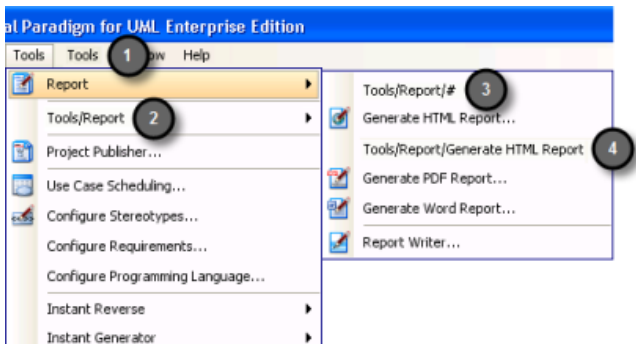 al Paradigm for UML Enterprise Edition
Tools Tools 1 ow Help
Report
Tools/Report 2
Project Publisher...
Use Case Scheduling...
Configure Stereotypes...
Configure Requirements...
Configure Programming Language...
Instant Reverse
Instant Generator
Tools/Report/# 3
Generate HTML Report...
Tools/Report/Generate HTML Report 4
Generate PDF Report...
Generate Word Report...
Report Writer...